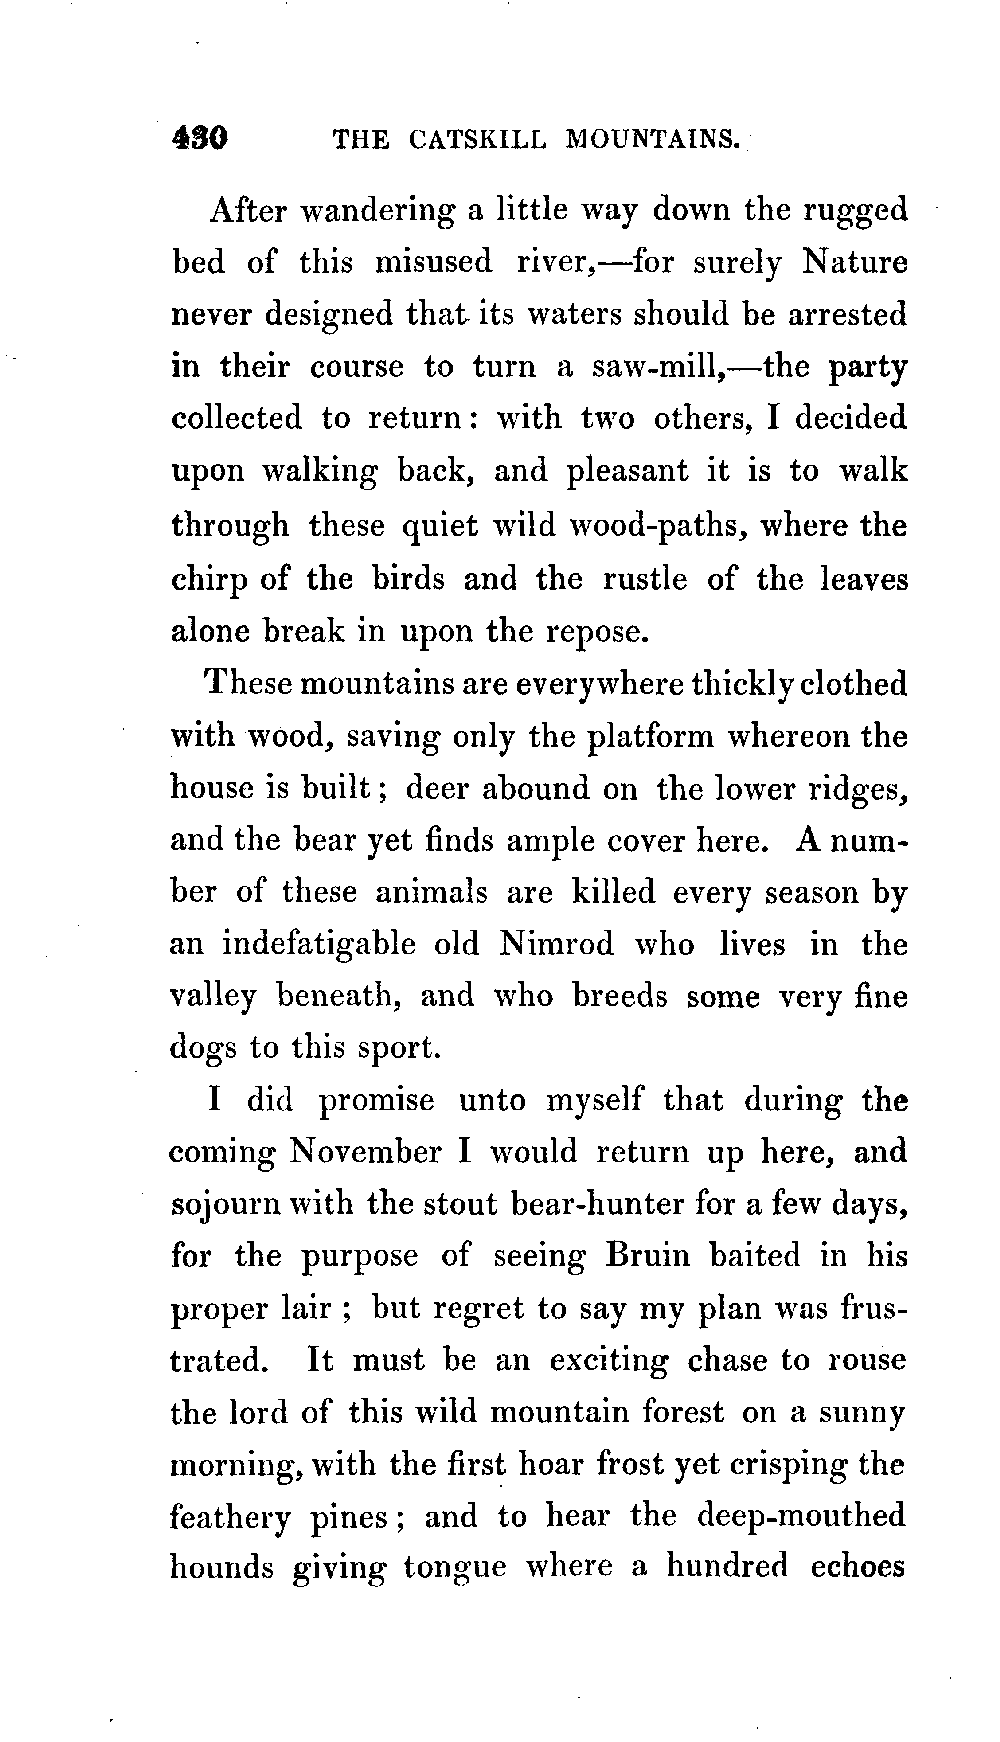 430 THE CATSKILL MOUNTAINS.
After wandering a little way down the rugged
bed of this misused river,—for surely Nature
never designed that its waters should be arrested
in their course to turn a saw-mill,—the party
collected to return: with two others, I decided
upon walking back, and pleasant it is to walk
through these quiet wild wood-paths, where the
chirp of the birds and the rustle of the leaves
alone break in upon the repose.
These mountains are everywhere thickly clothed
with wood, saving only the platform whereon the
house is built; deer abound on the lower ridges,
and the bear yet finds ample cover here. A num-
ber of these animals are killed every season by
an indefatigable old Nimrod who lives in the
valley beneath, and who breeds some very fine
dogs to this sport.
I did promise unto myself that during the
coming November I would return up here, and
sojourn with the stout bear-hunter for a few days,
for the purpose of seeing Bruin baited in his
proper lair; but regret to say my plan was frus-
trated. It must be an exciting chase to rouse
the lord of this wild mountain forest on a sunny
morning, with the first hoar frost yet crisping the
feathery pines; and to hear the deep-mouthed
hounds giving tongue where a hundred echoes